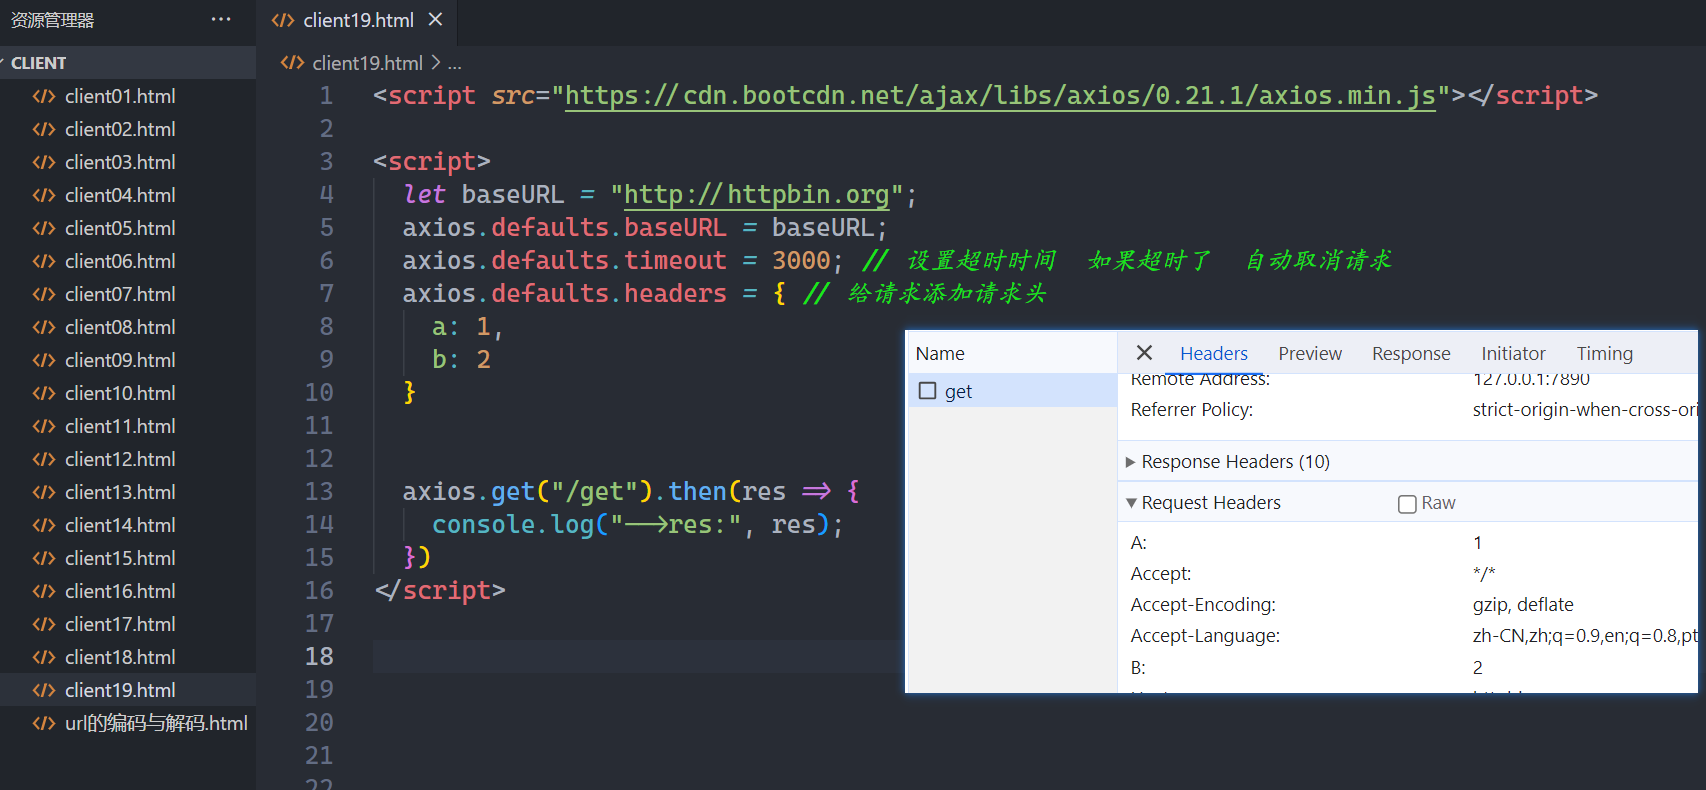 资源管理器 ···
CLIENT
client01.html
client02.html
client03.html
client04.html
client05.html
client06.html
client07.html
client08.html
client09.html
client10.html
client11.html
client12.html
client13.html
client14.html
client15.html
client16.html
client17.html
client18.html
client19.html
url的编码与解码.html
client19.html
client19.html > ...
1 <script src="https://cdn.bootcdn.net/ajax/libs/axios/0.21.1/axios.min.js"></script>
2
3 <script>
4 let baseURL = "http://httpbin.org";
5 axios.defaults.baseURL = baseURL;
6 axios.defaults.timeout = 3000; // 设置超时时间 如果超时了 自动取消请求
7 axios.defaults.headers = { // 给请求添加请求头
8 a: 1,
9 b: 2
10 }
11
12
13 axios.get("/get").then(res => {
14 console.log("-->res:", res);
15 })
16 </script>
17
18
19
20
21
22
Name
get
Headers Preview Response Initiator Timing
Remote Address: 127.0.0.1:7890
Referrer Policy: strict-origin-when-cross-ori
Response Headers (10)
Request Headers Raw
A: 1
Accept: */*
Accept-Encoding: gzip, deflate
Accept-Language: zh-CN,zh;q=0.9,en;q=0.8,pt
B: 2